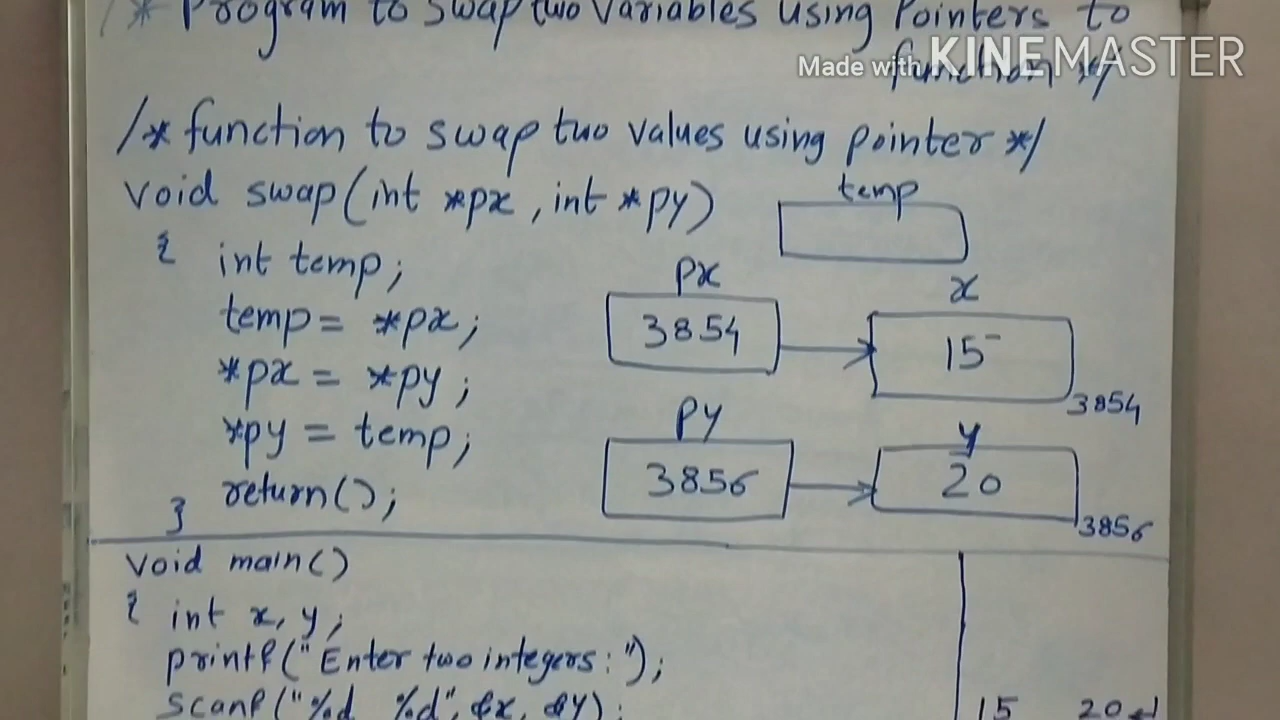 /* Program to swap two variables using Pointers to
function */
Made with KINEMASTER
/* function to swap two values using pointer */
void swap(int *px, int *py)
{ int temp;
temp = *px;
*px = *py;
*py = temp;
return();
}
temp
px
3854
x
15
3854
py
3856
y
20
3856
void main()
{ int x, y;
printf("Enter two integers:");
scanf("%d %d", &x, &y);
15 20↵